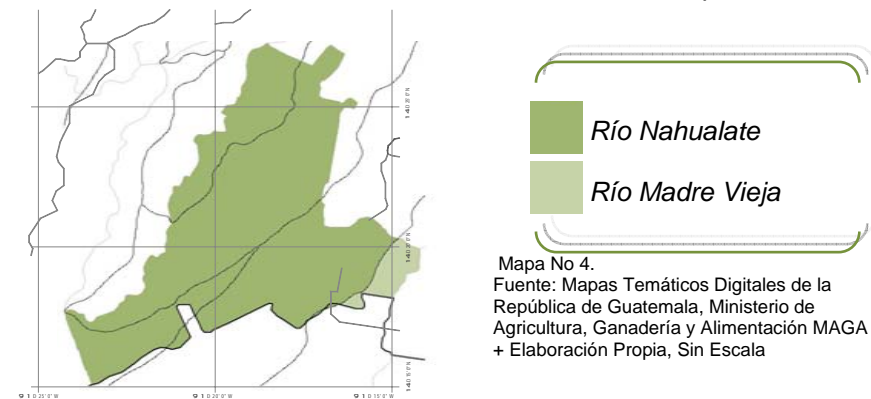 Río Nahualate
Río Madre Vieja
Mapa No 4.
Fuente: Mapas Temáticos Digitales de la
República de Guatemala, Ministerio de
Agricultura, Ganadería y Alimentación MAGA
+ Elaboración Propia, Sin Escala